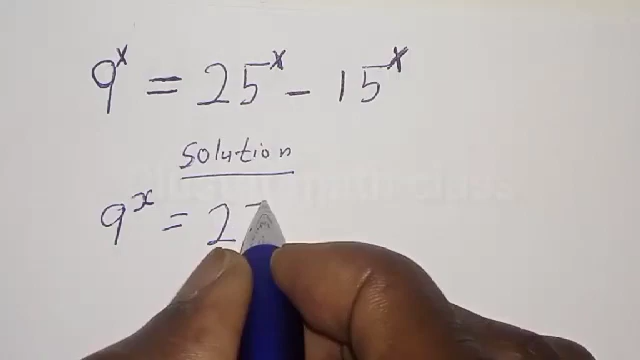 9^x = 25^x - 15^x
Solution
9^x = 2